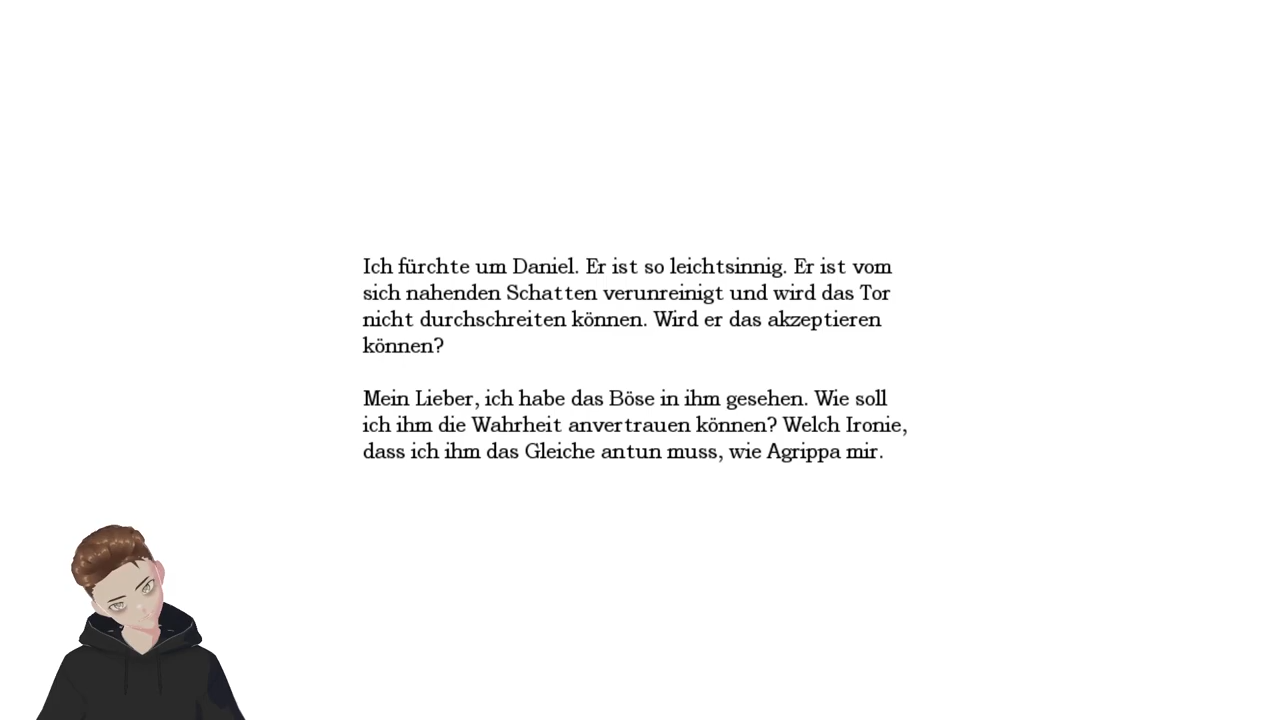 Ich fürchte um Daniel. Er ist so leichtsinnig. Er ist vom
sich nahenden Schatten verunreinigt und wird das Tor
nicht durchschreiten können. Wird er das akzeptieren
können?
Mein Lieber, ich habe das Böse in ihm gesehen. Wie soll
ich ihm die Wahrheit anvertrauen können? Welch Ironie,
dass ich ihm das Gleiche antun muss, wie Agrippa mir.